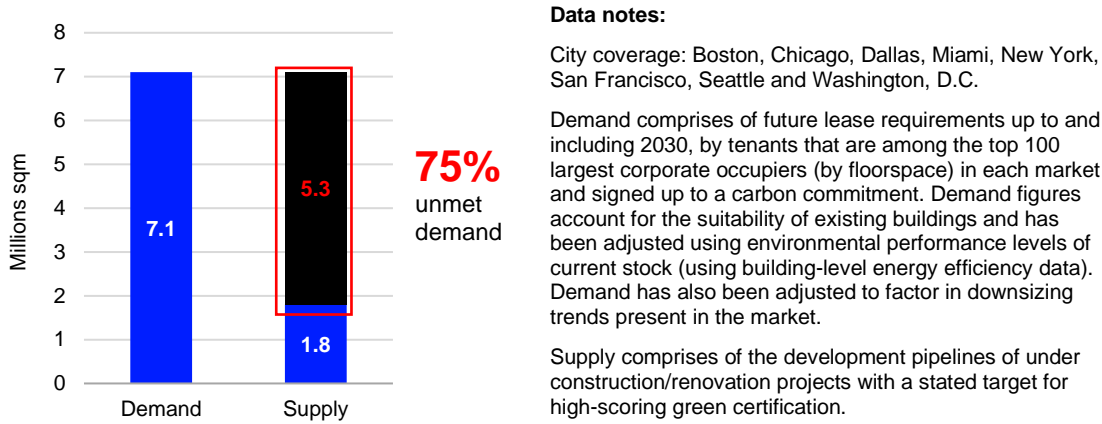 8
7
6
5
4
3
2
1
0
Millions sqm
7.1
5.3
1.8
Demand
Supply
75%
unmet
demand
Data notes:
City coverage: Boston, Chicago, Dallas, Miami, New York,
San Francisco, Seattle and Washington, D.C.
Demand comprises of future lease requirements up to and
including 2030, by tenants that are among the top 100
largest corporate occupiers (by floorspace) in each market
and signed up to a carbon commitment. Demand figures
account for the suitability of existing buildings and has
been adjusted using environmental performance levels of
current stock (using building-level energy efficiency data).
Demand has also been adjusted to factor in downsizing
trends present in the market.
Supply comprises of the development pipelines of under
construction/renovation projects with a stated target for
high-scoring green certification.